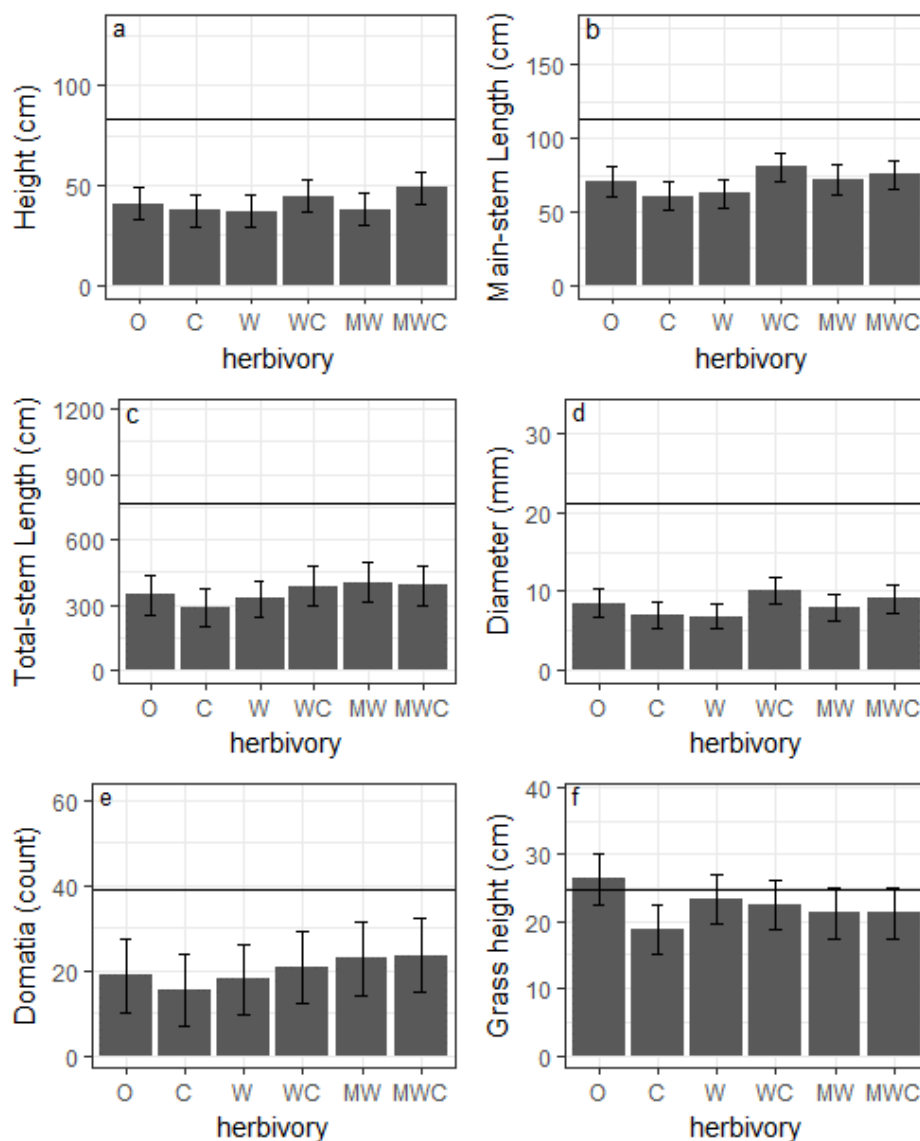 a
Height (cm)
100
50
0
O C W WC MW MWC
herbivory
b
Main-stem Length (cm)
150
100
50
0
O C W WC MW MWC
herbivory
c
Total-stem Length (cm)
1200
900
600
300
0
O C W WC MW MWC
herbivory
d
Diameter (mm)
30
20
10
0
O C W WC MW MWC
herbivory
e
Domatia (count)
60
40
20
0
O C W WC MW MWC
herbivory
f
Grass height (cm)
40
30
20
10
0
O C W WC MW MWC
herbivory